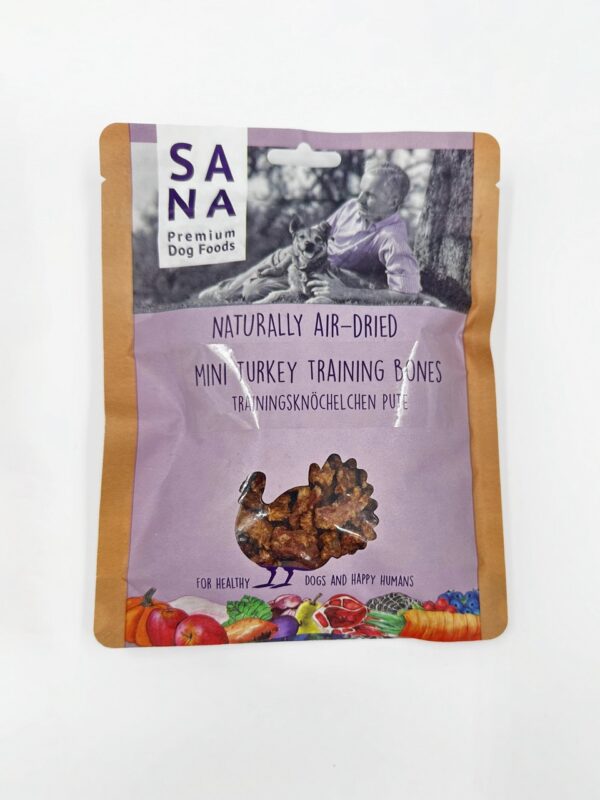 SA
NA
Premium
Dog Foods
NATURALLY AIR-DRIED
MINI TURKEY TRAINING BONES
TRAININGSKNÖCHELCHEN PUTE
FOR HEALTHY DOGS AND HAPPY HUMANS